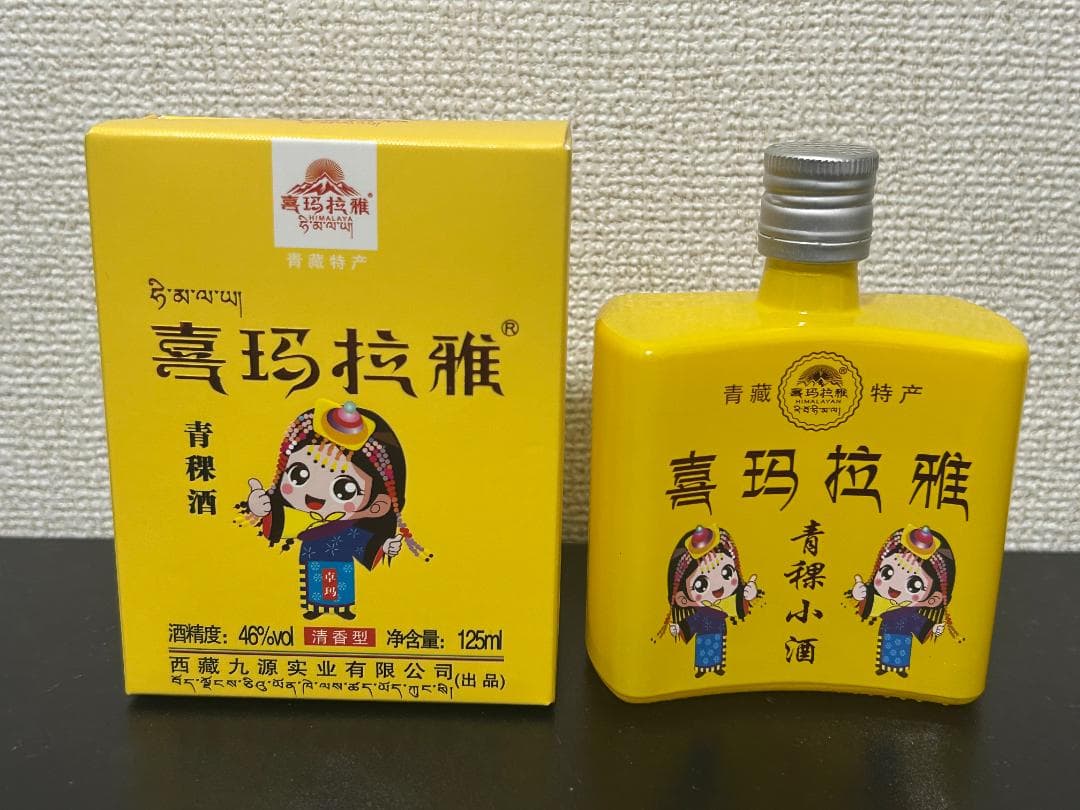 喜玛拉雅®
HIMALAYA
ཧི་མ་ལ་ཡ།
青藏特产
ཧི་མ་ལ་ཡ།
喜玛拉雅®
青稞酒
卓玛
酒精度：46%vol 清香型 净含量：125ml
西藏九源实业有限公司(出品)
青藏 特产
喜玛拉雅®
HIMALAYAN
喜玛拉雅
青稞小酒